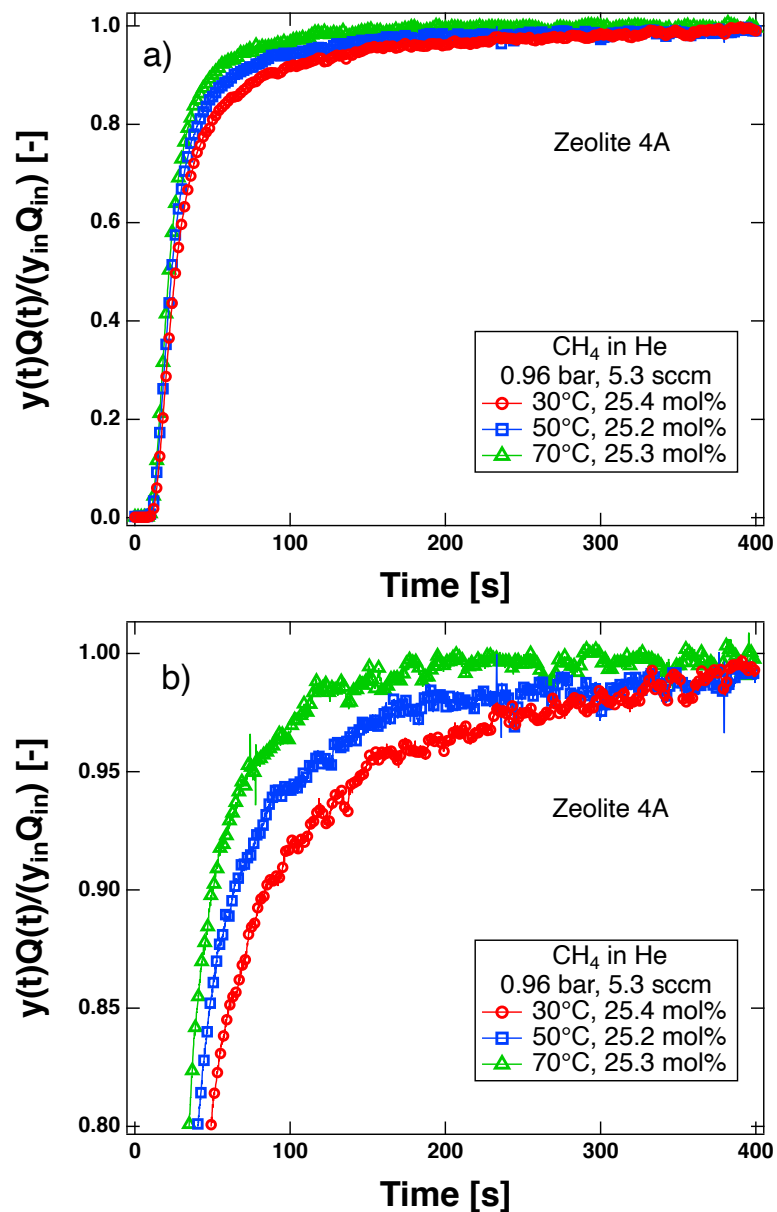 a)
1.0
0.8
0.6
0.4
0.2
0.0
y(t)Q(t)/(y_in Q_in) [-]
Zeolite 4A
CH₄ in He
0.96 bar, 5.3 sccm
30°C, 25.4 mol%
50°C, 25.2 mol%
70°C, 25.3 mol%
0 100 200 300 400
Time [s]
b)
1.00
0.95
0.90
0.85
0.80
y(t)Q(t)/(y_in Q_in) [-]
Zeolite 4A
CH₄ in He
0.96 bar, 5.3 sccm
30°C, 25.4 mol%
50°C, 25.2 mol%
70°C, 25.3 mol%
0 100 200 300 400
Time [s]